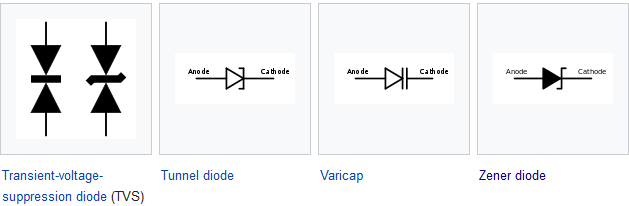 Anode Cathode
Anode Cathode
Anode Cathode
Transient-voltage-
suppression diode (TVS)
Tunnel diode
Varicap
Zener diode